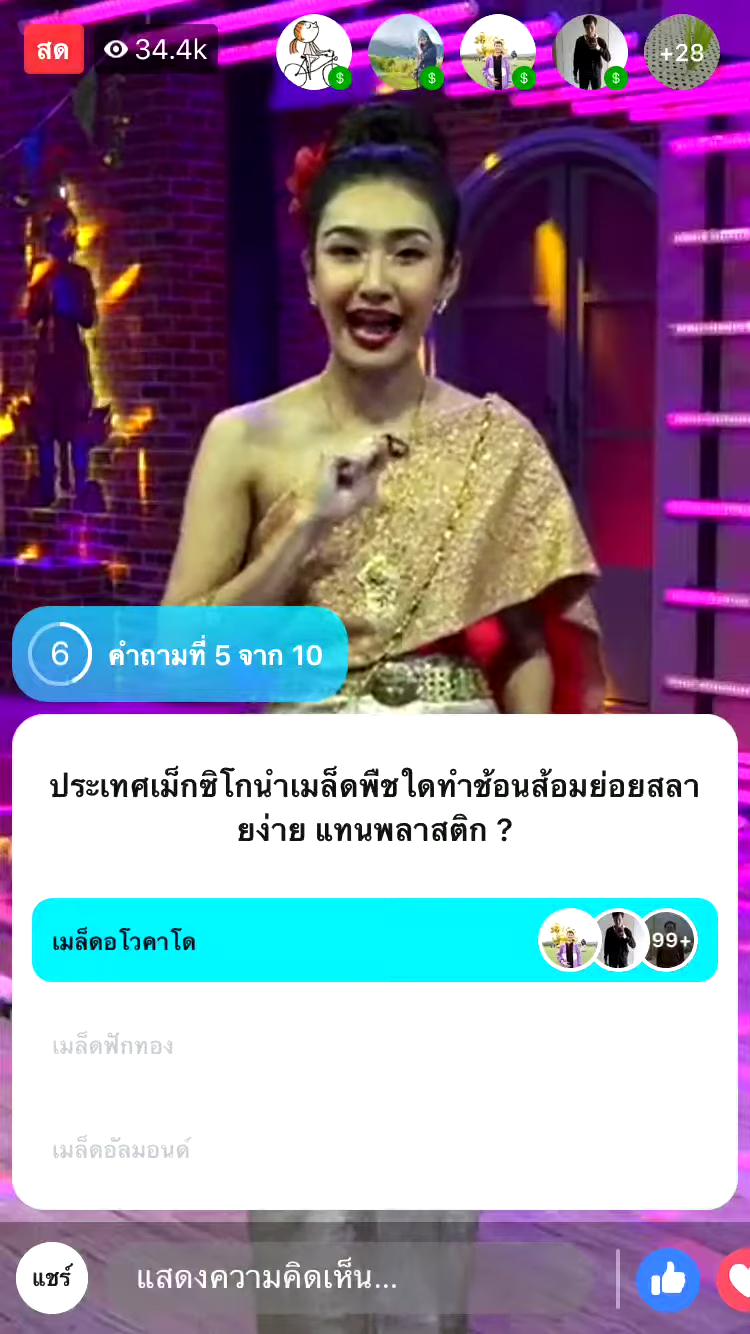 สด
34.4k
$
$
$
$
+28
6
คำถามที่ 5 จาก 10
ประเทศเม็กซิโกนำเมล็ดพืชใดทำช้อนส้อมย่อยสลา
ยง่าย แทนพลาสติก ?
เมล็ดอโวคาโด
99+
เมล็ดฟักทอง
เมล็ดอัลมอนด์
แชร์
แสดงความคิดเห็น...